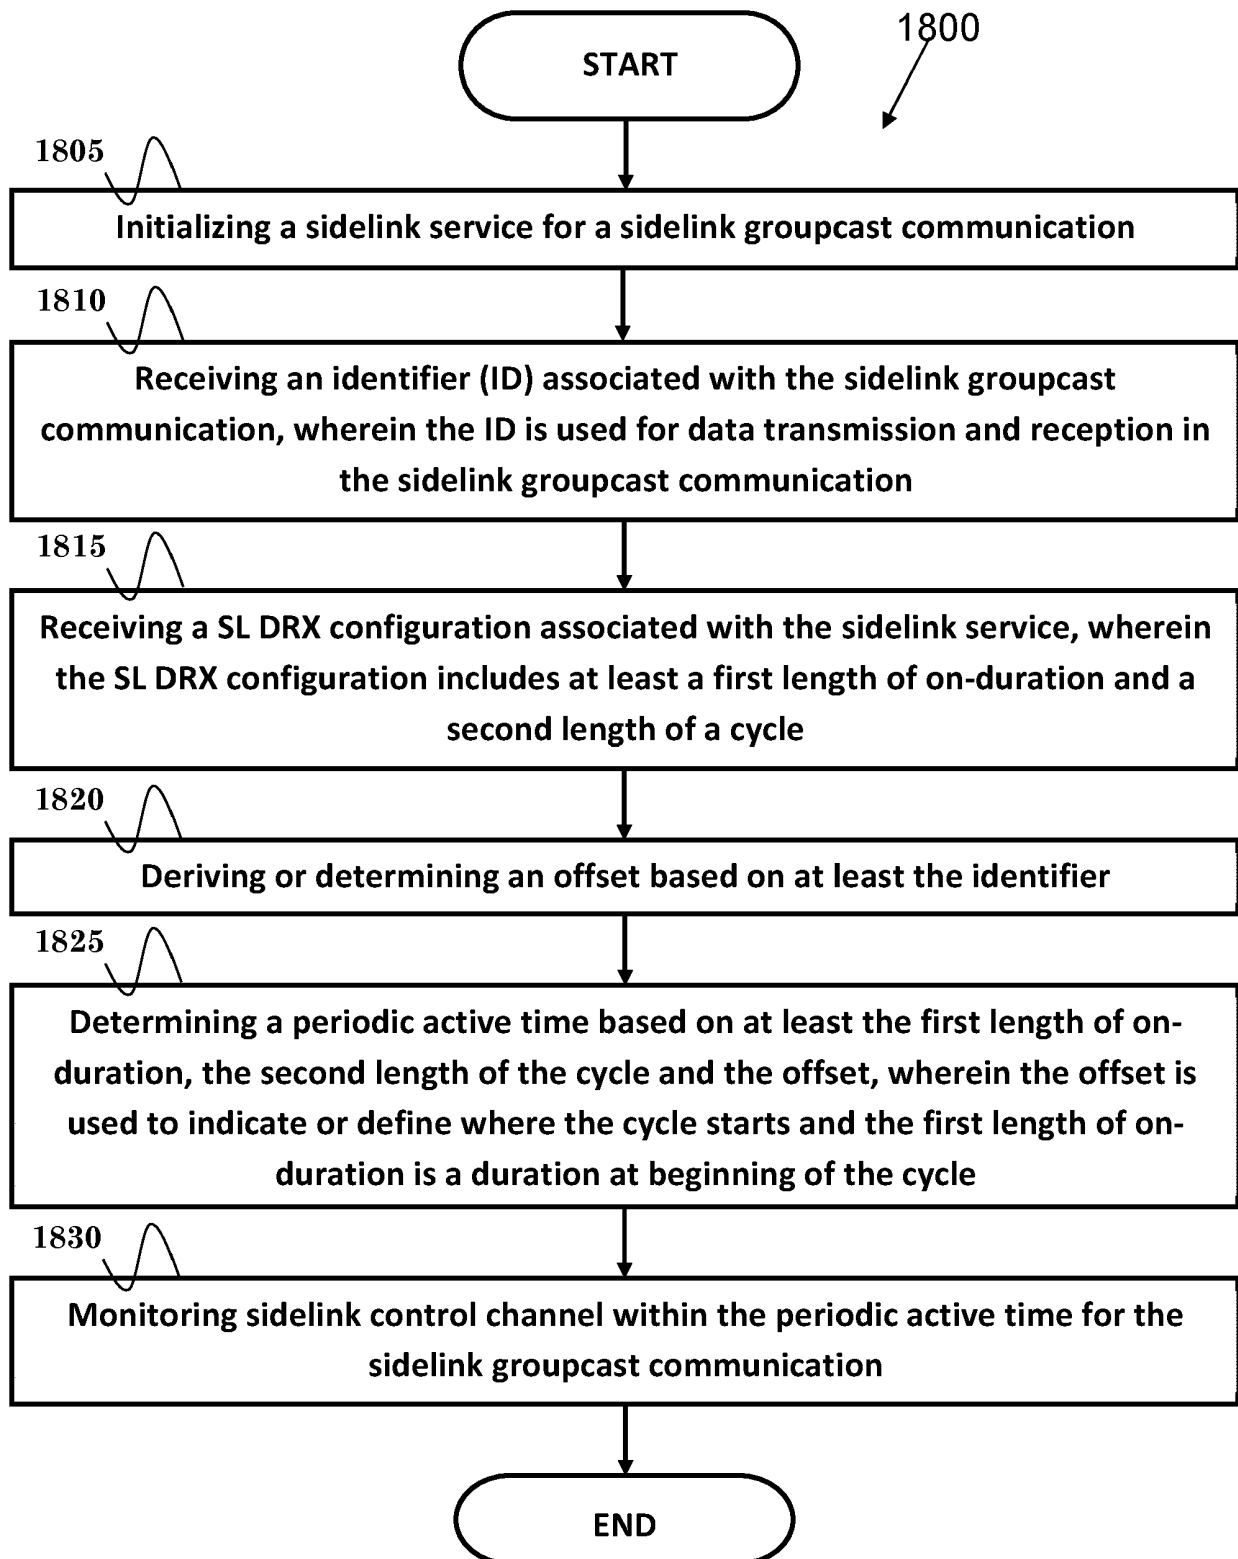 START
1800
1805
Initializing a sidelink service for a sidelink groupcast communication
1810
Receiving an identifier (ID) associated with the sidelink groupcast
communication, wherein the ID is used for data transmission and reception in
the sidelink groupcast communication
1815
Receiving a SL DRX configuration associated with the sidelink service, wherein
the SL DRX configuration includes at least a first length of on-duration and a
second length of a cycle
1820
Deriving or determining an offset based on at least the identifier
1825
Determining a periodic active time based on at least the first length of on-
duration, the second length of the cycle and the offset, wherein the offset is
used to indicate or define where the cycle starts and the first length of on-
duration is a duration at beginning of the cycle
1830
Monitoring sidelink control channel within the periodic active time for the
sidelink groupcast communication
END